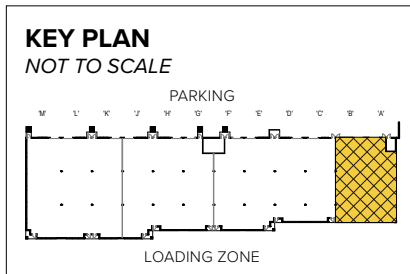 KEY PLAN
NOT TO SCALE
PARKING
'M' 'L' 'K' 'J' 'H' 'G' 'F' 'E' 'D' 'C' 'B' 'A'
LOADING ZONE